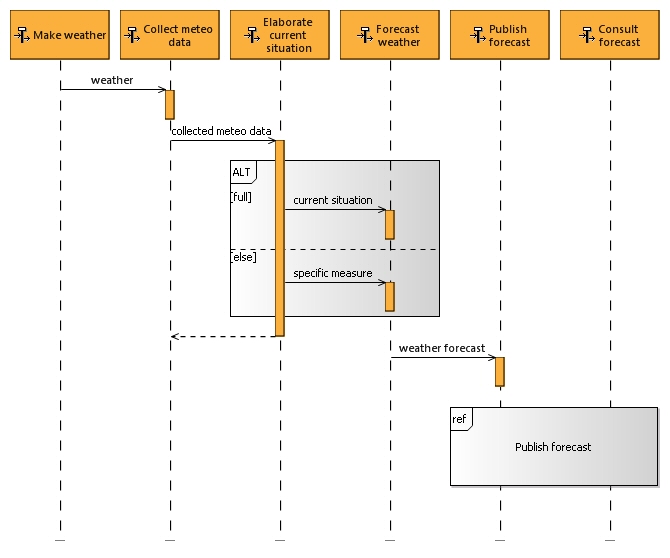 Make weather
Collect meteo
data
Elaborate
current
situation
Forecast
weather
Publish
forecast
Consult
forecast
weather
collected meteo data
ALT
[full]
current situation
[else]
specific measure
weather forecast
ref
Publish forecast